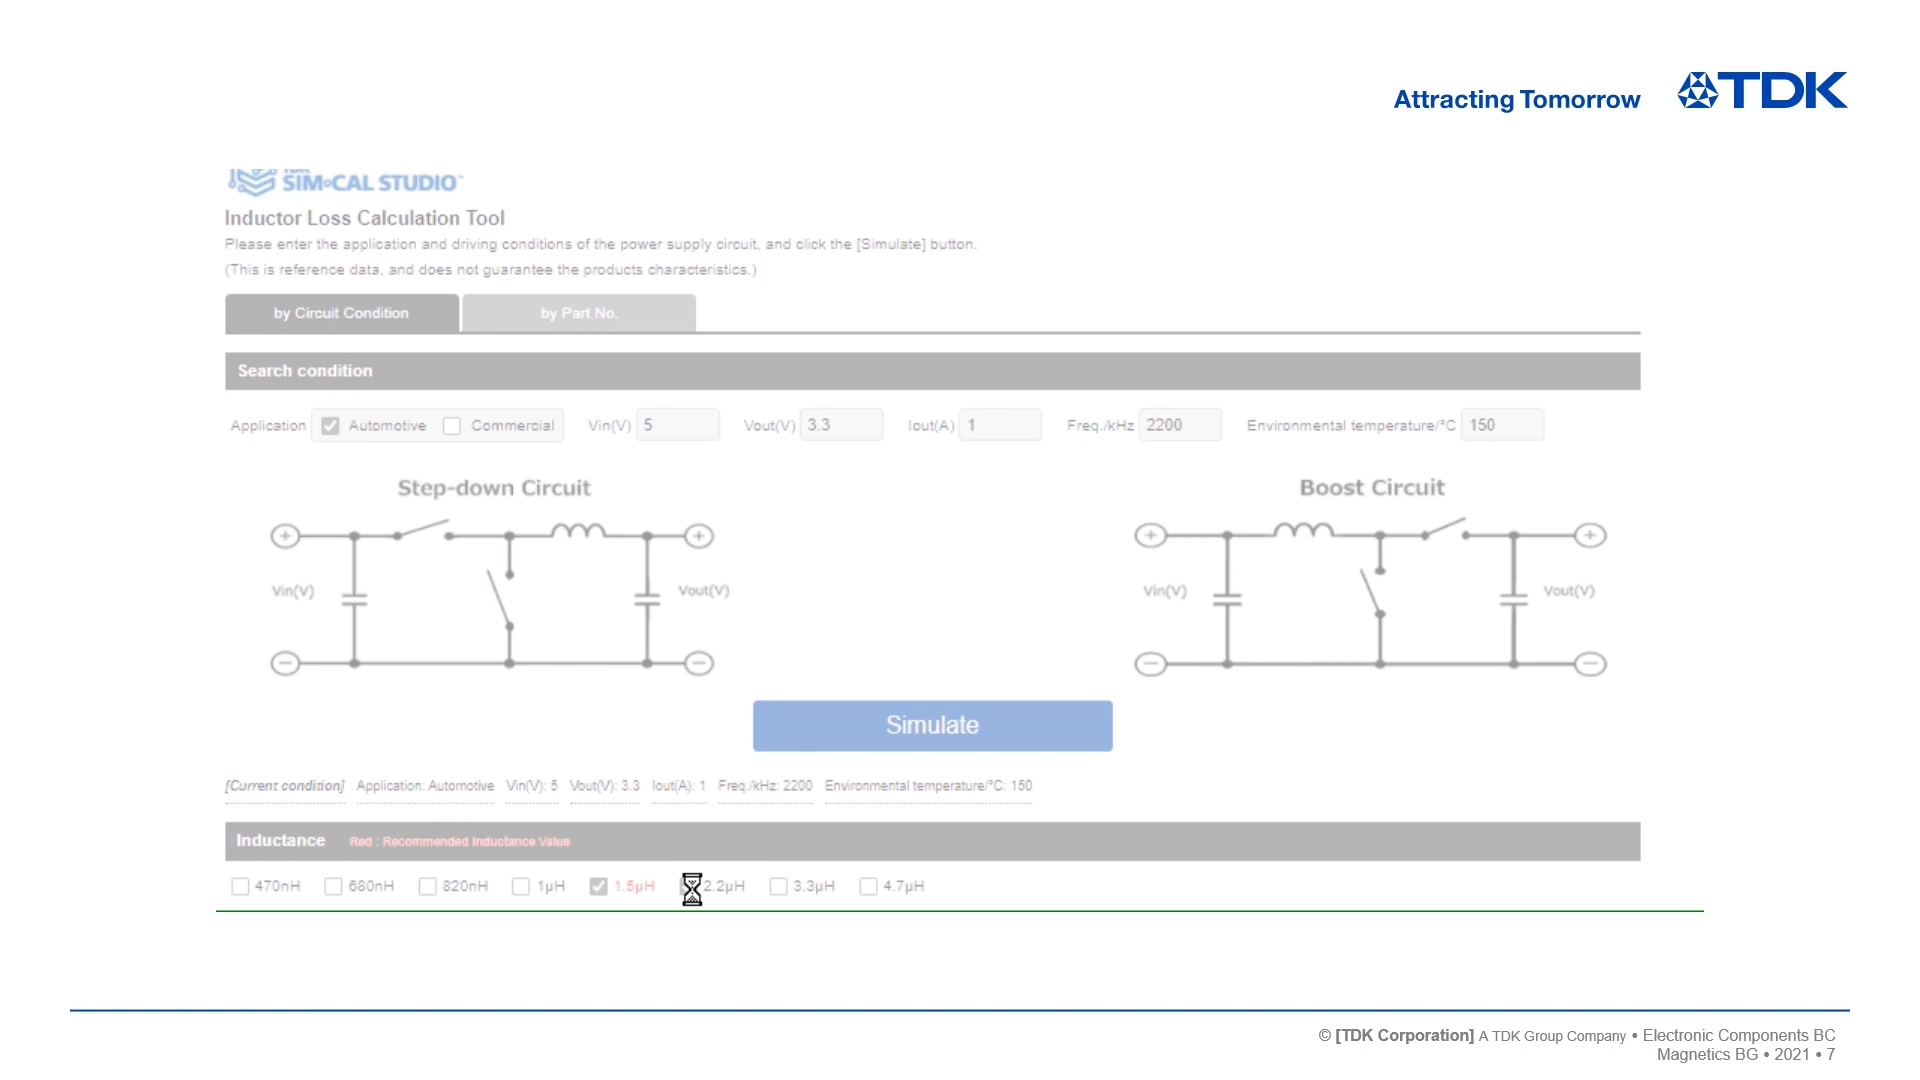 Attracting Tomorrow
TDK
TDK
SIM CAL STUDIO™
Inductor Loss Calculation Tool
Please enter the application and driving conditions of the power supply circuit, and click the [Simulate] button.
(This is reference data, and does not guarantee the products characteristics.)
by Circuit Condition by Part No.
Search condition
Application Automotive Commercial Vin(V) 5 Vout(V) 3.3 Iout(A) 1 Freq./kHz 2200 Environmental temperature/°C 150
Step-down Circuit Boost Circuit
Vin(V) Vout(V) Vin(V) Vout(V)
Simulate
[Current condition] Application: Automotive Vin(V): 5 Vout(V): 3.3 Iout(A): 1 Freq./kHz: 2200 Environmental temperature/°C: 150
Inductance Red : Recommended Inductance Value
470nH 680nH 820nH 1μH 1.5μH 2.2μH 3.3μH 4.7μH
© [TDK Corporation] A TDK Group Company • Electronic Components BC
Magnetics BG • 2021 • 7